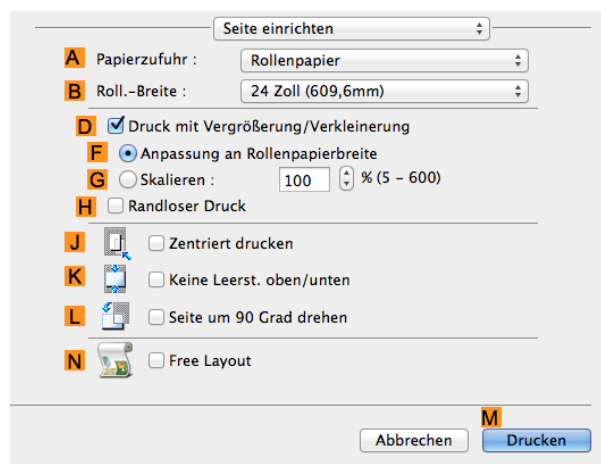 Seite einrichten
A Papierzufuhr : Rollenpapier
B Roll.-Breite : 24 Zoll (609,6mm)
D Druck mit Vergrößerung/Verkleinerung
F Anpassung an Rollenpapierbreite
G Skalieren : 100 % (5 - 600)
H Randloser Druck
J Zentriert drucken
K Keine Leerst. oben/unten
L Seite um 90 Grad drehen
N Free Layout
M
Abbrechen Drucken